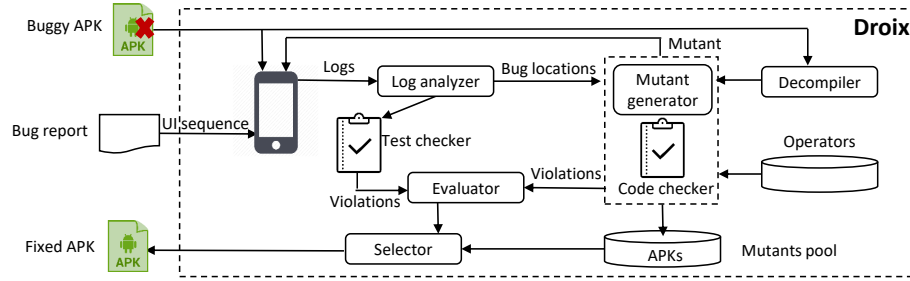 Buggy APK
APK
Droix
Mutant
Logs
Log analyzer
Bug locations
Mutant
generator
Decompiler
Bug report
UI sequence
Test checker
Operators
Violations
Evaluator
Violations
Code checker
Fixed APK
APK
Selector
APKs
Mutants pool